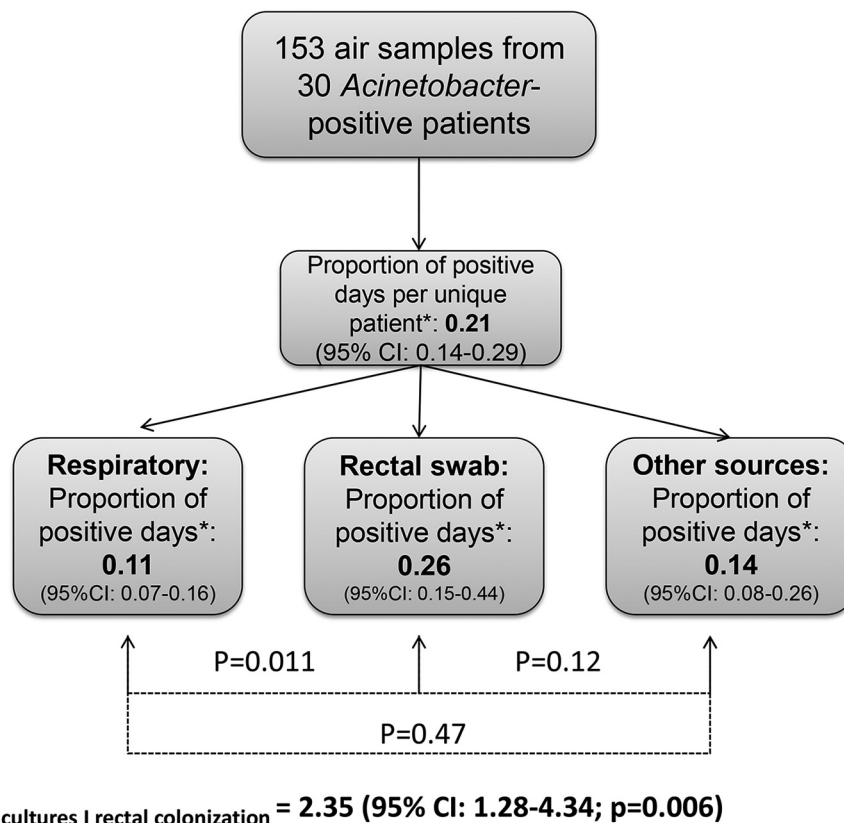 153 air samples from
30 Acinetobacter-
positive patients
Proportion of positive
days per unique
patient*: 0.21
(95% CI: 0.14-0.29)
Respiratory:
Proportion of
positive days*:
0.11
(95%CI: 0.07-0.16)
Rectal swab:
Proportion of
positive days*:
0.26
(95%CI: 0.15-0.44)
Other sources:
Proportion of
positive days*:
0.14
(95%CI: 0.08-0.26)
P=0.011
P=0.12
P=0.47
cultures I rectal colonization = 2.35 (95% CI: 1.28-4.34; p=0.006)